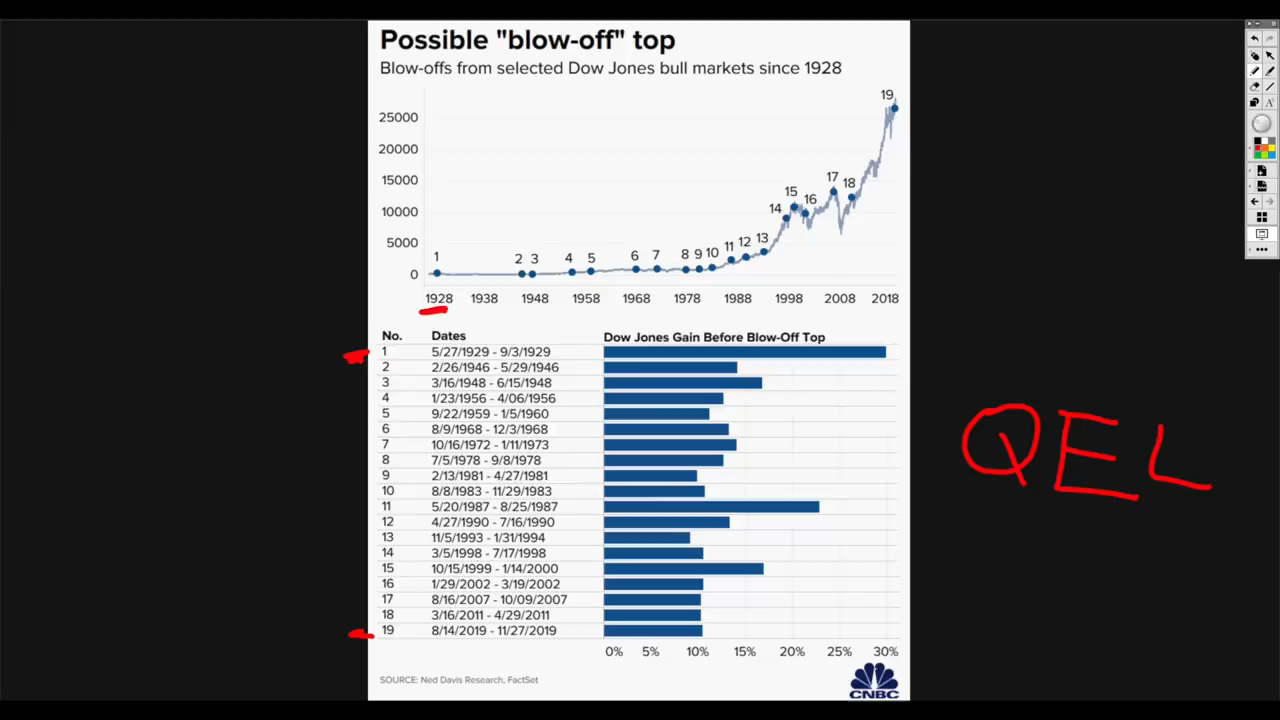 Possible "blow-off" top
Blow-offs from selected Dow Jones bull markets since 1928
25000
20000
15000
10000
5000
0
1 2 3 4 5 6 7 8 9 10 11 12 13 14 15 16 17 18 19
1928 1938 1948 1958 1968 1978 1988 1998 2008 2018
No. Dates Dow Jones Gain Before Blow-Off Top
1 5/27/1929 - 9/3/1929
2 2/26/1946 - 5/29/1946
3 3/16/1948 - 6/15/1948
4 1/23/1956 - 4/06/1956
5 9/22/1959 - 1/5/1960
6 8/9/1968 - 12/3/1968
7 10/16/1972 - 1/11/1973
8 7/5/1978 - 9/8/1978
9 2/13/1981 - 4/27/1981
10 8/8/1983 - 11/29/1983
11 5/20/1987 - 8/25/1987
12 4/27/1990 - 7/16/1990
13 11/5/1993 - 1/31/1994
14 3/5/1998 - 7/17/1998
15 10/15/1999 - 1/14/2000
16 1/29/2002 - 3/19/2002
17 8/16/2007 - 10/09/2007
18 3/16/2011 - 4/29/2011
19 8/14/2019 - 11/27/2019
0% 5% 10% 15% 20% 25% 30%
SOURCE: Ned Davis Research, FactSet
CNBC
QEL